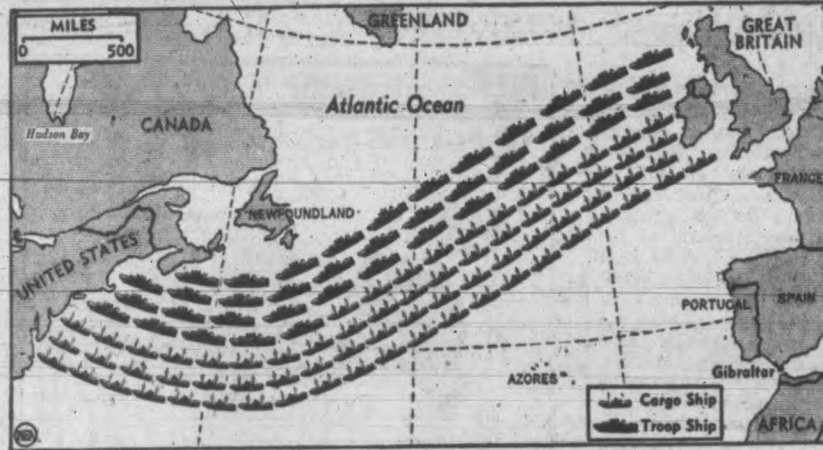 MILES
0 500
GREENLAND
GREAT
BRITAIN
Atlantic Ocean
Hudson Bay
CANADA
FRANCE
NEWFOUNDLAND
UNITED STATES
PORTUGAL
SPAIN
AZORES
Gibraltar
Cargo Ship
Troop Ship
AFRICA